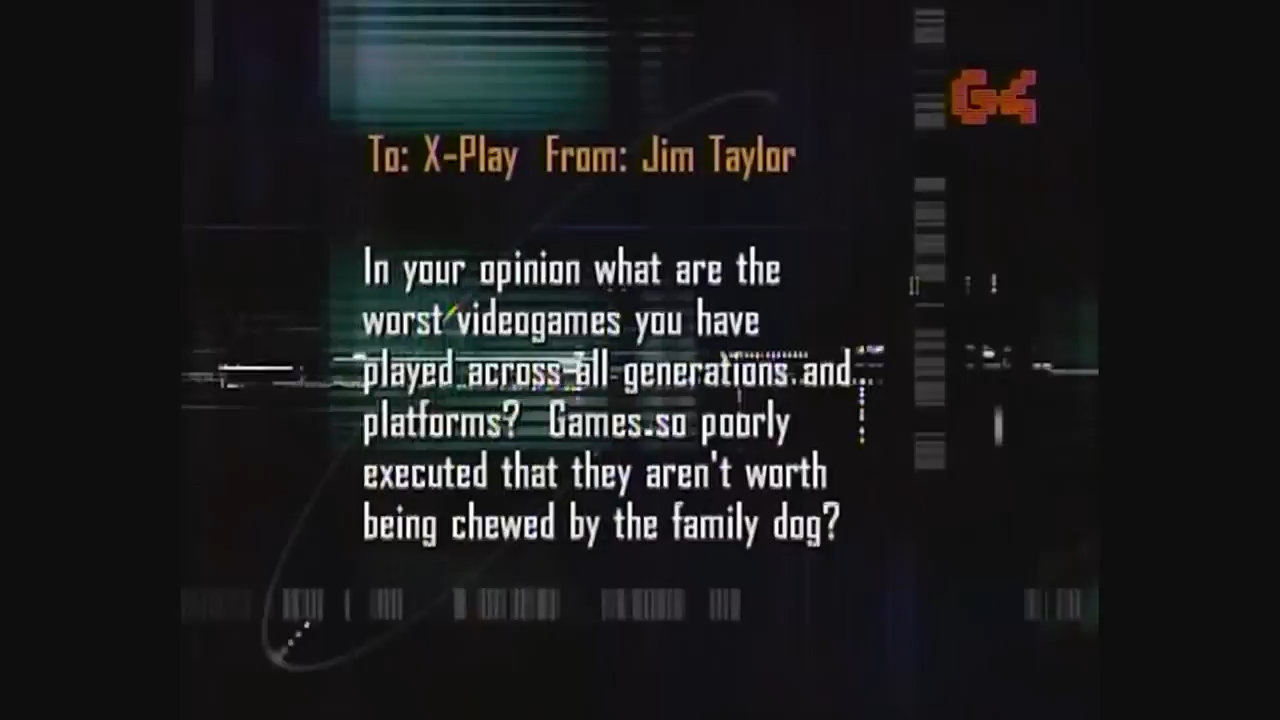 G4
To: X-Play From: Jim Taylor
In your opinion what are the
worst videogames you have
played across all generations and
platforms? Games so poorly
executed that they aren't worth
being chewed by the family dog?